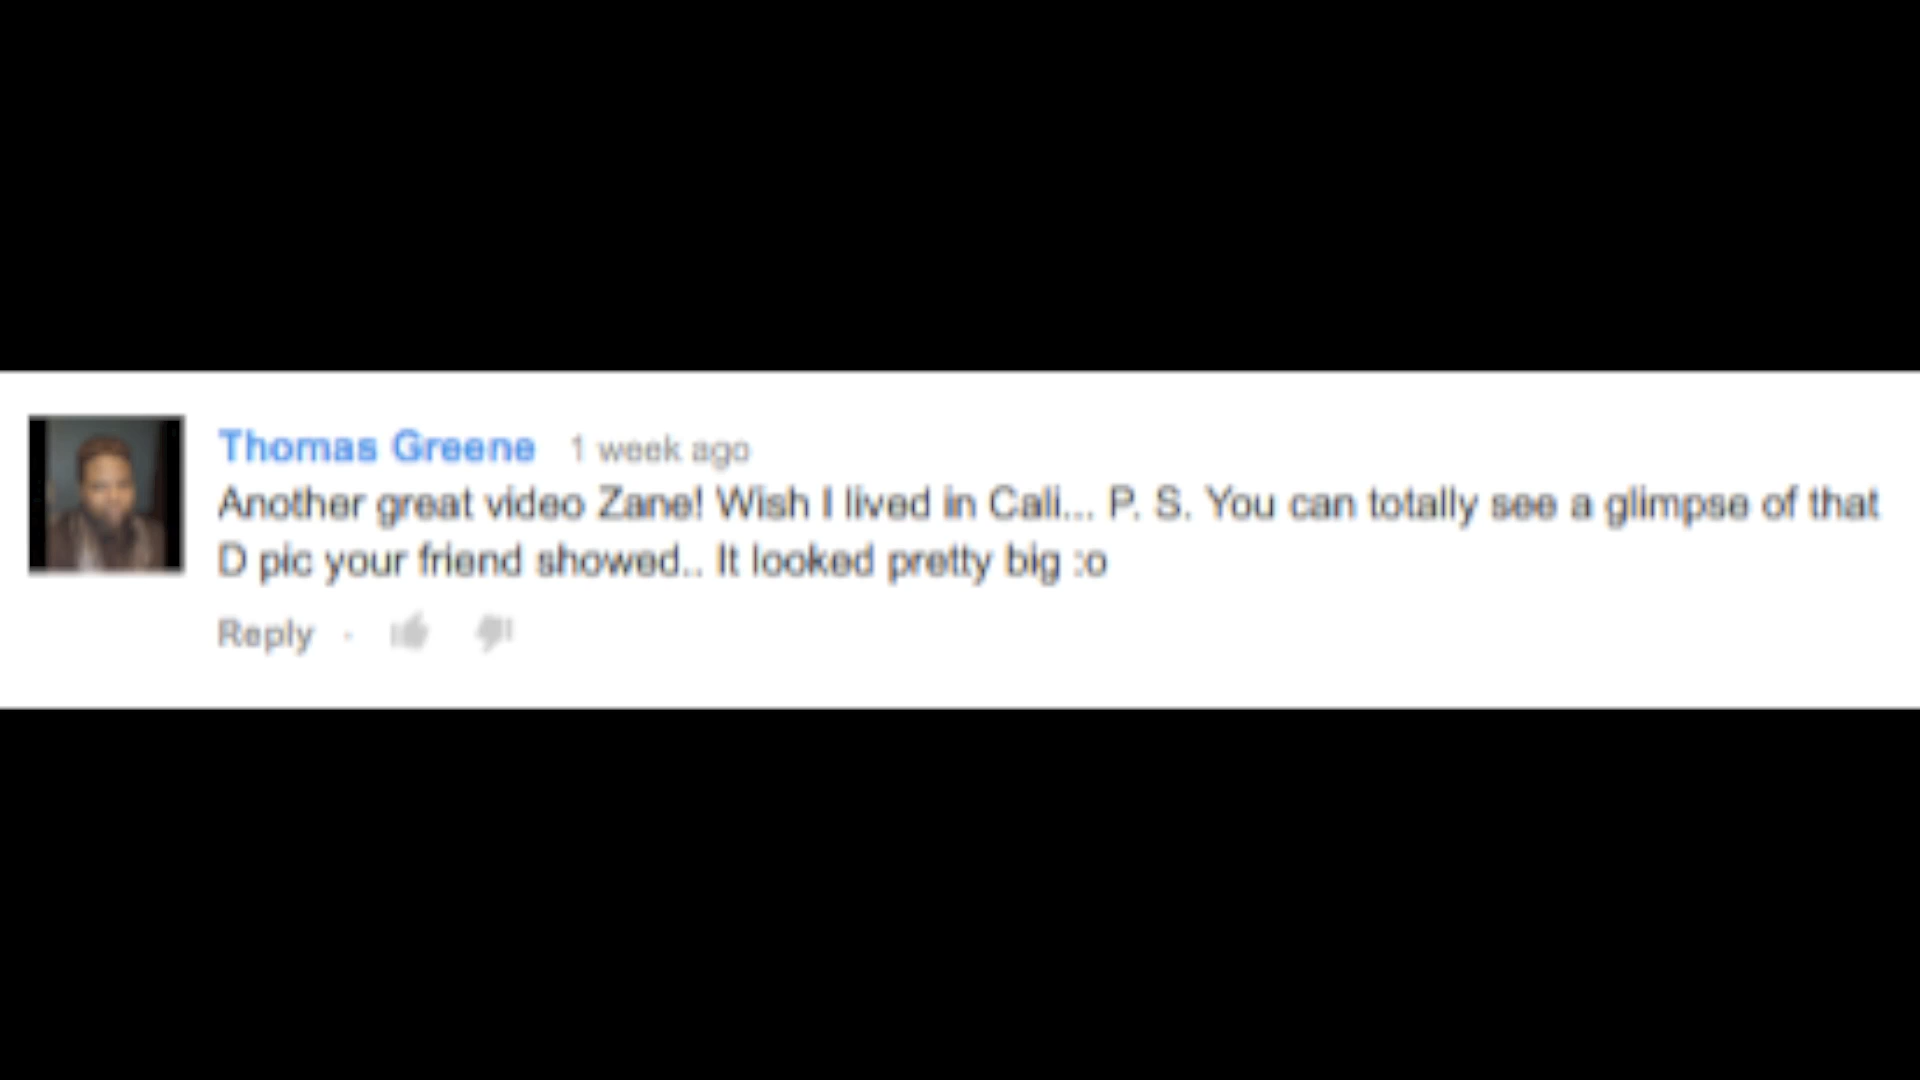 Thomas Greene 1 week ago
Another great video Zane! Wish I lived in Cali... P. S. You can totally see a glimpse of that
D pic your friend showed.. It looked pretty big :o
Reply ·